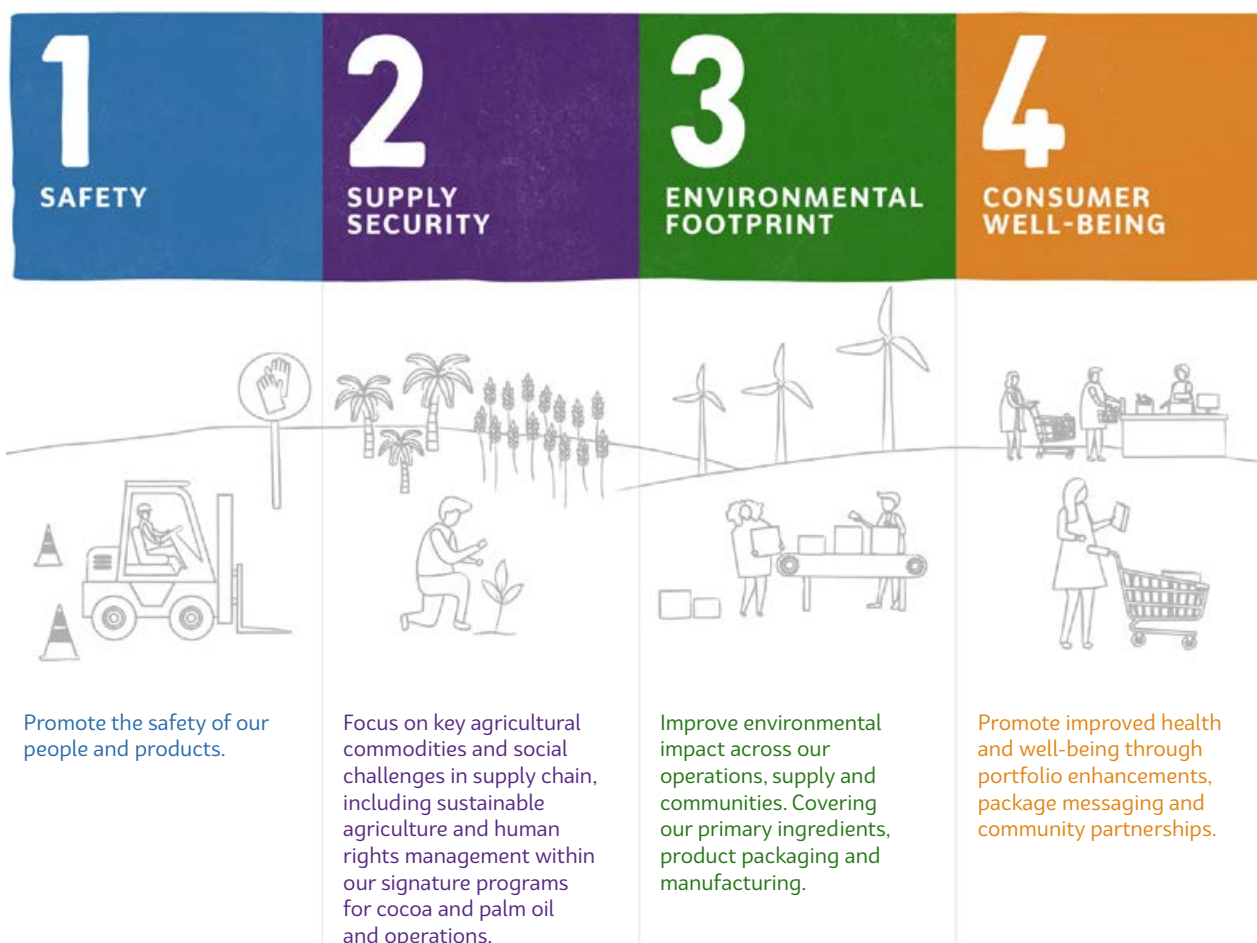 1
SAFETY
Promote the safety of our
people and products.
2
SUPPLY
SECURITY
Focus on key agricultural
commodities and social
challenges in supply chain,
including sustainable
agriculture and human
rights management within
our signature programs
for cocoa and palm oil
and operations.
3
ENVIRONMENTAL
FOOTPRINT
Improve environmental
impact across our
operations, supply and
communities. Covering
our primary ingredients,
product packaging and
manufacturing.
4
CONSUMER
WELL-BEING
Promote improved health
and well-being through
portfolio enhancements,
package messaging and
community partnerships.